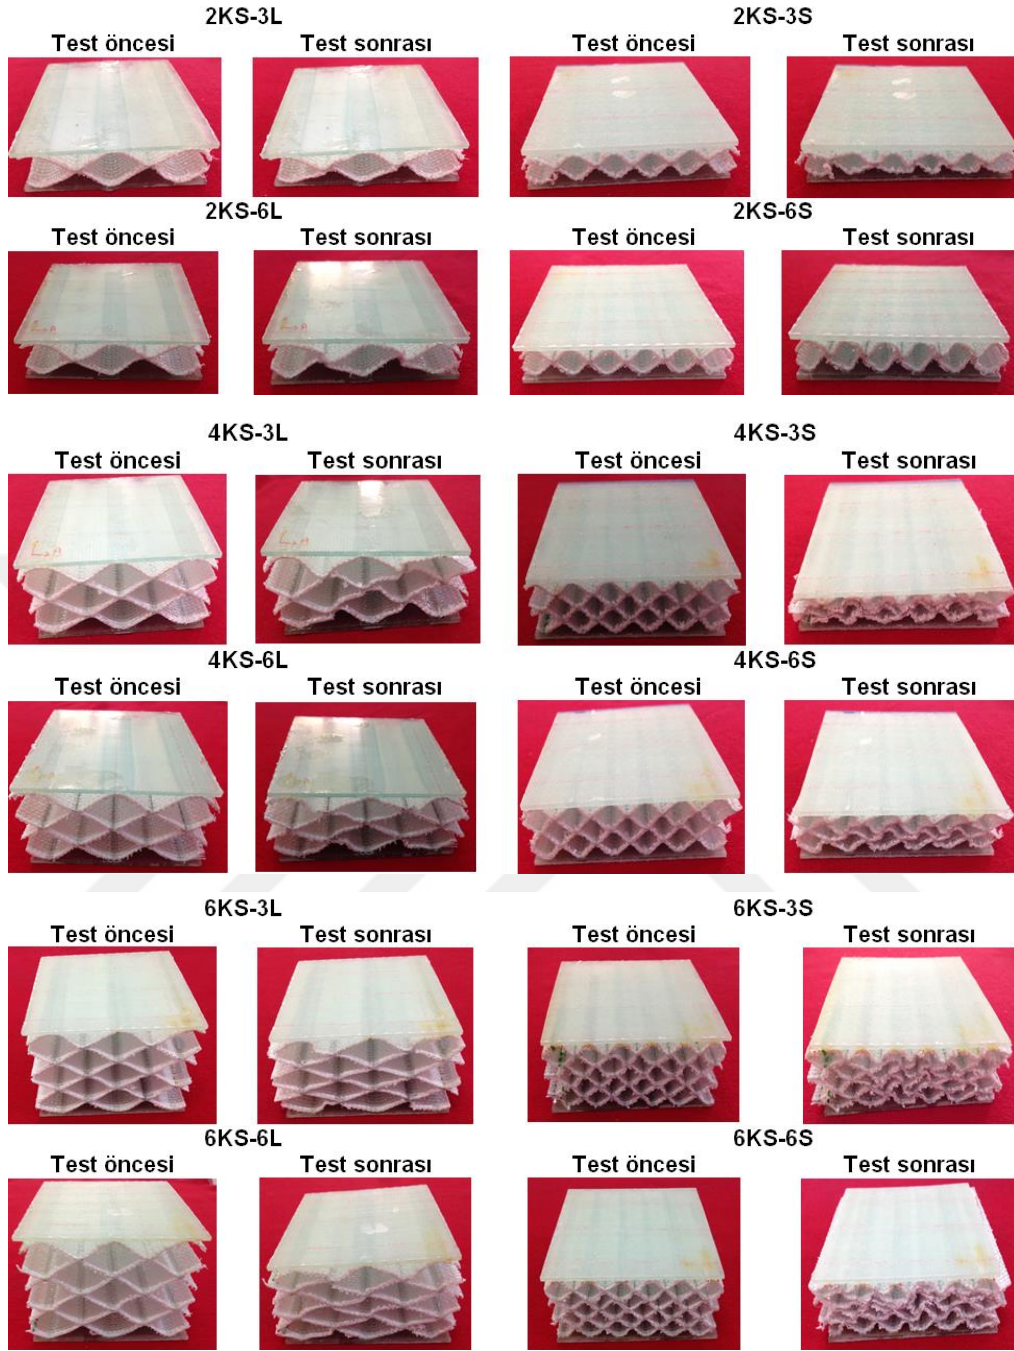 2KS-3L 2KS-3S
Test öncesi Test sonrası Test öncesi Test sonrası
2KS-6L 2KS-6S
Test öncesi Test sonrası Test öncesi Test sonrası
4KS-3L 4KS-3S
Test öncesi Test sonrası Test öncesi Test sonrası
4KS-6L 4KS-6S
Test öncesi Test sonrası Test öncesi Test sonrası
6KS-3L 6KS-3S
Test öncesi Test sonrası Test öncesi Test sonrası
6KS-6L 6KS-6S
Test öncesi Test sonrası Test öncesi Test sonrası